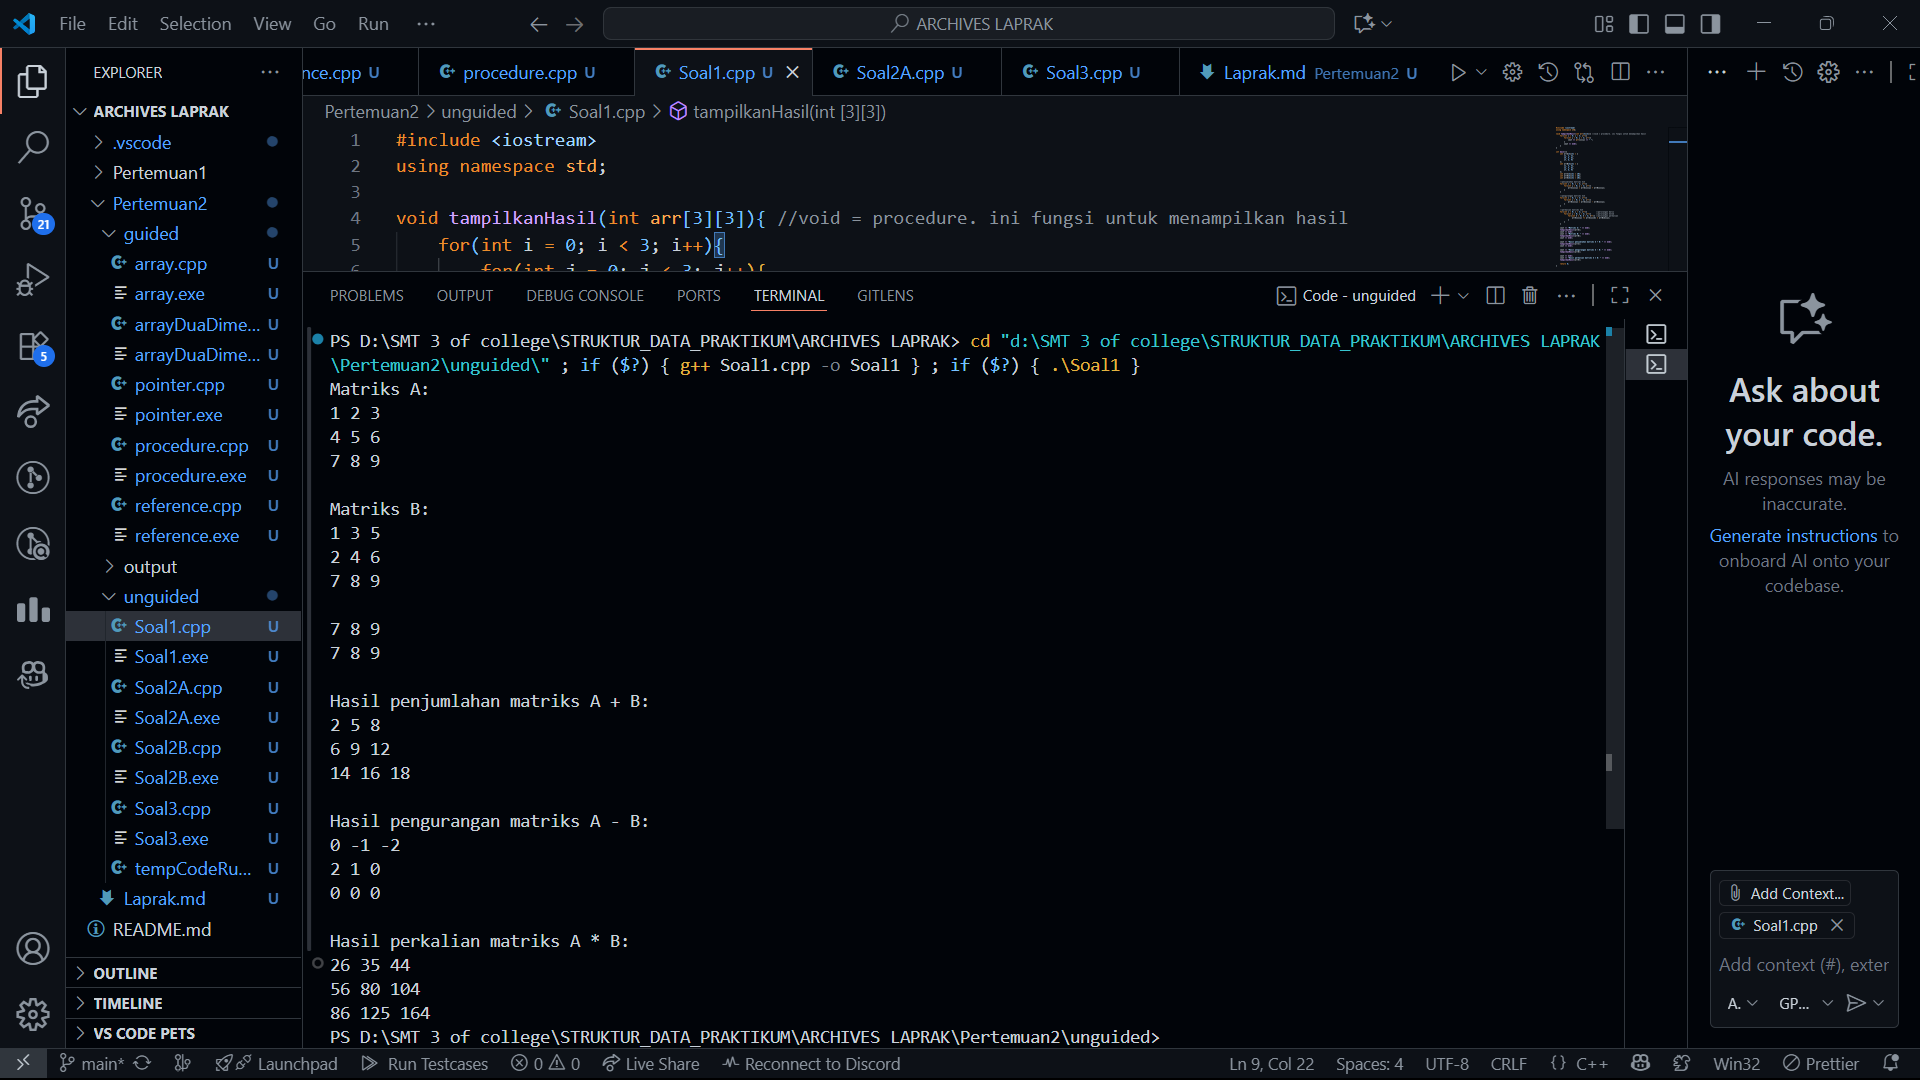 File Edit Selection View Go Run ··· ARCHIVES LAPRAK
EXPLORER
ARCHIVES LAPRAK
.vscode
Pertemuan1
Pertemuan2
guided
array.cpp U
array.exe U
arrayDuaDime... U
arrayDuaDime... U
pointer.cpp U
pointer.exe U
procedure.cpp U
procedure.exe U
reference.cpp U
reference.exe U
output
unguided
Soal1.cpp U
Soal1.exe U
Soal2A.cpp U
Soal2A.exe U
Soal2B.cpp U
Soal2B.exe U
Soal3.cpp U
Soal3.exe U
tempCodeRu... U
Laprak.md U
README.md
OUTLINE
TIMELINE
VS CODE PETS
21
5
nce.cpp U procedure.cpp U Soal1.cpp U Soal2A.cpp U Soal3.cpp U Laprak.md Pertemuan2 U
Pertemuan2 > unguided > Soal1.cpp > tampilkanHasil(int [3][3])
1 #include <iostream>
2 using namespace std;
3
4 void tampilkanHasil(int arr[3][3]){ //void = procedure. ini fungsi untuk menampilkan hasil
5 for(int i = 0; i < 3; i++){
6 for(int j = 0; j < 3; j++){
PROBLEMS OUTPUT DEBUG CONSOLE PORTS TERMINAL GITLENS Code - unguided
PS D:\SMT 3 of college\STRUKTUR_DATA_PRAKTIKUM\ARCHIVES LAPRAK> cd "d:\SMT 3 of college\STRUKTUR_DATA_PRAKTIKUM\ARCHIVES LAPRAK
\Pertemuan2\unguided\" ; if ($?) { g++ Soal1.cpp -o Soal1 } ; if ($?) { .\Soal1 }
Matriks A:
1 2 3
4 5 6
7 8 9
Matriks B:
1 3 5
2 4 6
7 8 9
7 8 9
7 8 9
Hasil penjumlahan matriks A + B:
2 5 8
6 9 12
14 16 18
Hasil pengurangan matriks A - B:
0 -1 -2
2 1 0
0 0 0
Hasil perkalian matriks A * B:
26 35 44
56 80 104
86 125 164
PS D:\SMT 3 of college\STRUKTUR_DATA_PRAKTIKUM\ARCHIVES LAPRAK\Pertemuan2\unguided>
Ask about
your code.
AI responses may be
inaccurate.
Generate instructions to
onboard AI onto your
codebase.
Add Context...
Soal1.cpp
Add context (#), exter
A. GP...
main* Launchpad Run Testcases 0 0 Live Share Reconnect to Discord Ln 9, Col 22 Spaces: 4 UTF-8 CRLF {} C++ Win32 Prettier